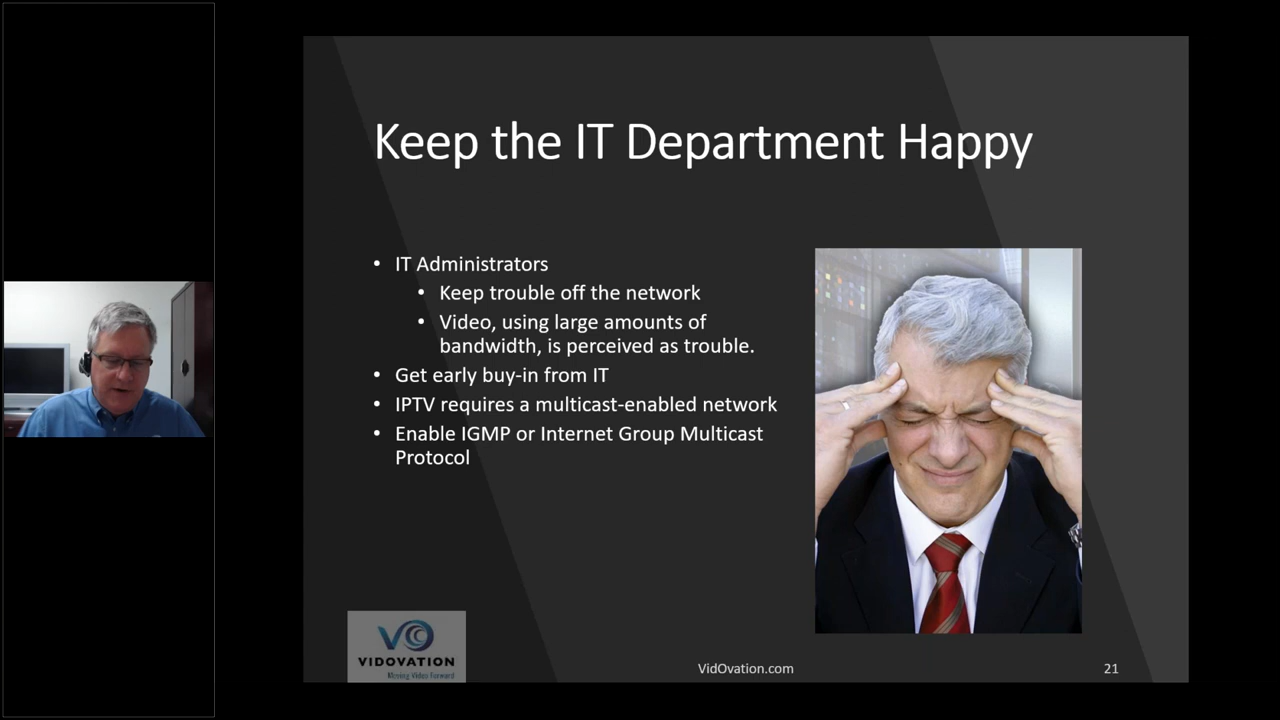 Keep the IT Department Happy
• IT Administrators
• Keep trouble off the network
• Video, using large amounts of
bandwidth, is perceived as trouble.
• Get early buy-in from IT
• IPTV requires a multicast-enabled network
• Enable IGMP or Internet Group Multicast
Protocol
VO
VIDOVATION
Moving Video Forward
VidOvation.com
21